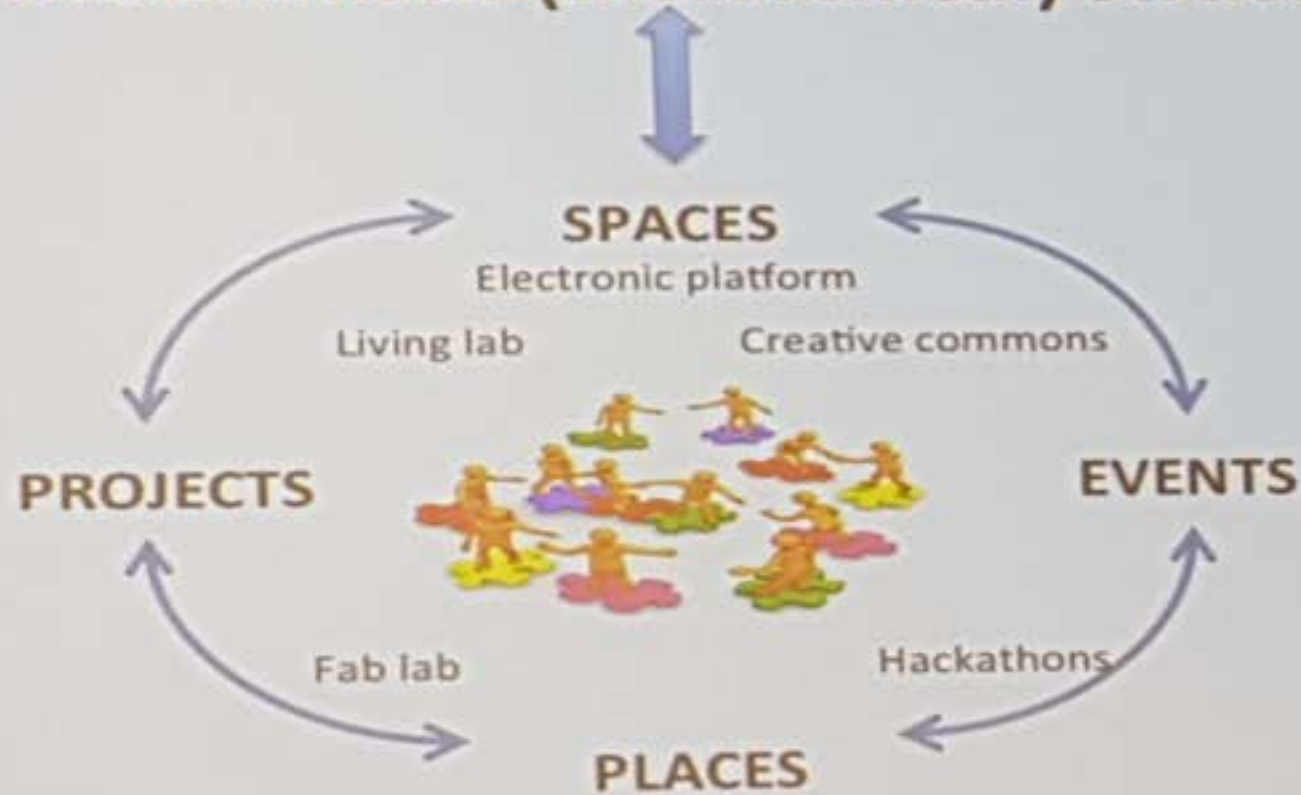 SPACES
Electronic platform
Living lab
Creative commons
PROJECTS
EVENTS
Fab lab
Hackathons
PLACES